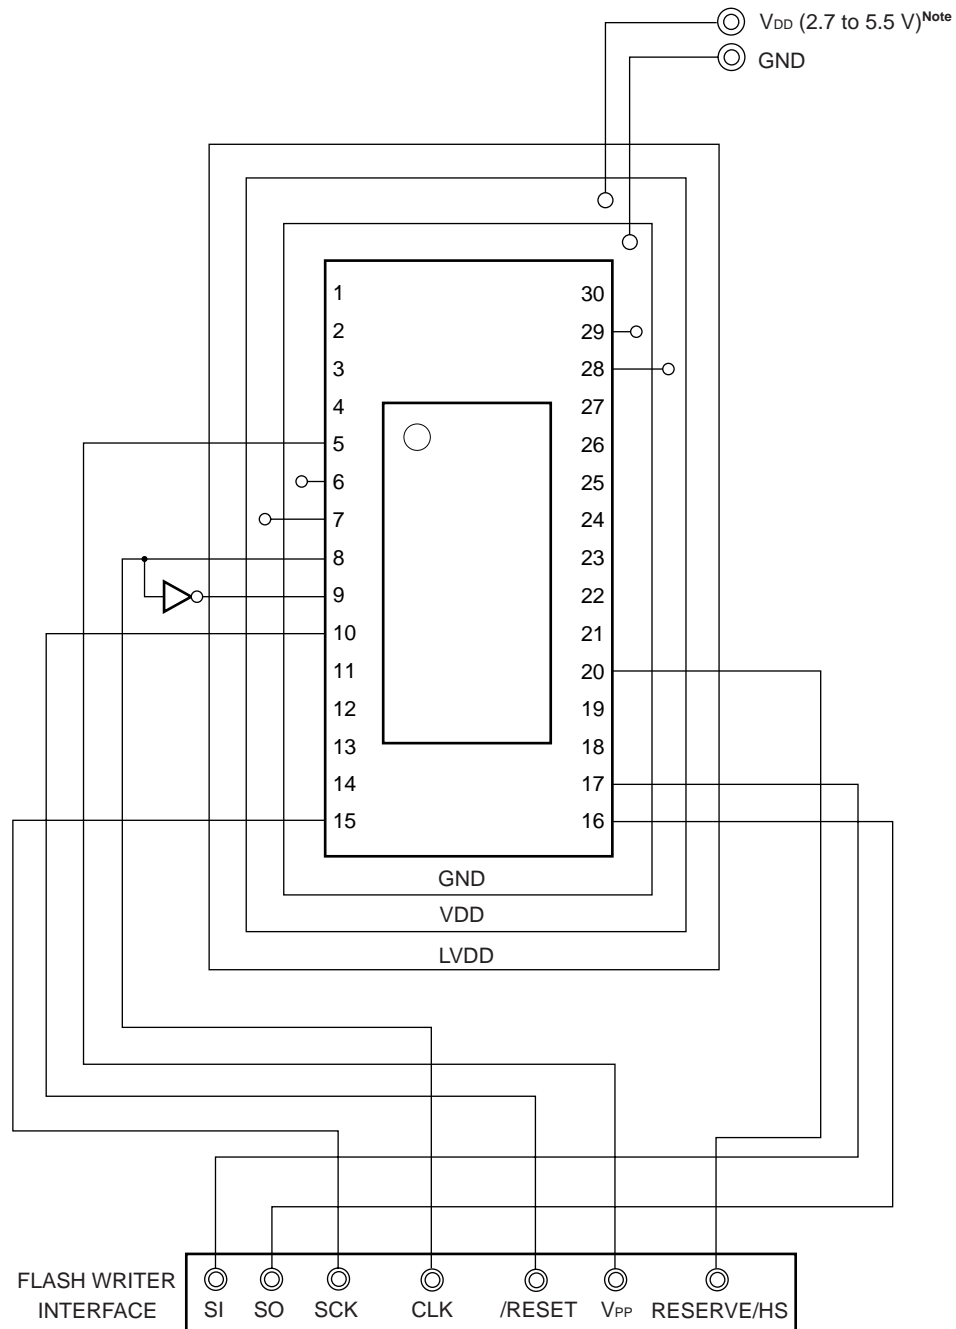 VDD (2.7 to 5.5 V)Note
GND
1 30
2 29
3 28
4 27
5 26
6 25
7 24
8 23
9 22
10 21
11 20
12 19
13 18
14 17
15 16
GND
VDD
LVDD
FLASH WRITER
INTERFACE
SI SO SCK CLK /RESET VPP RESERVE/HS